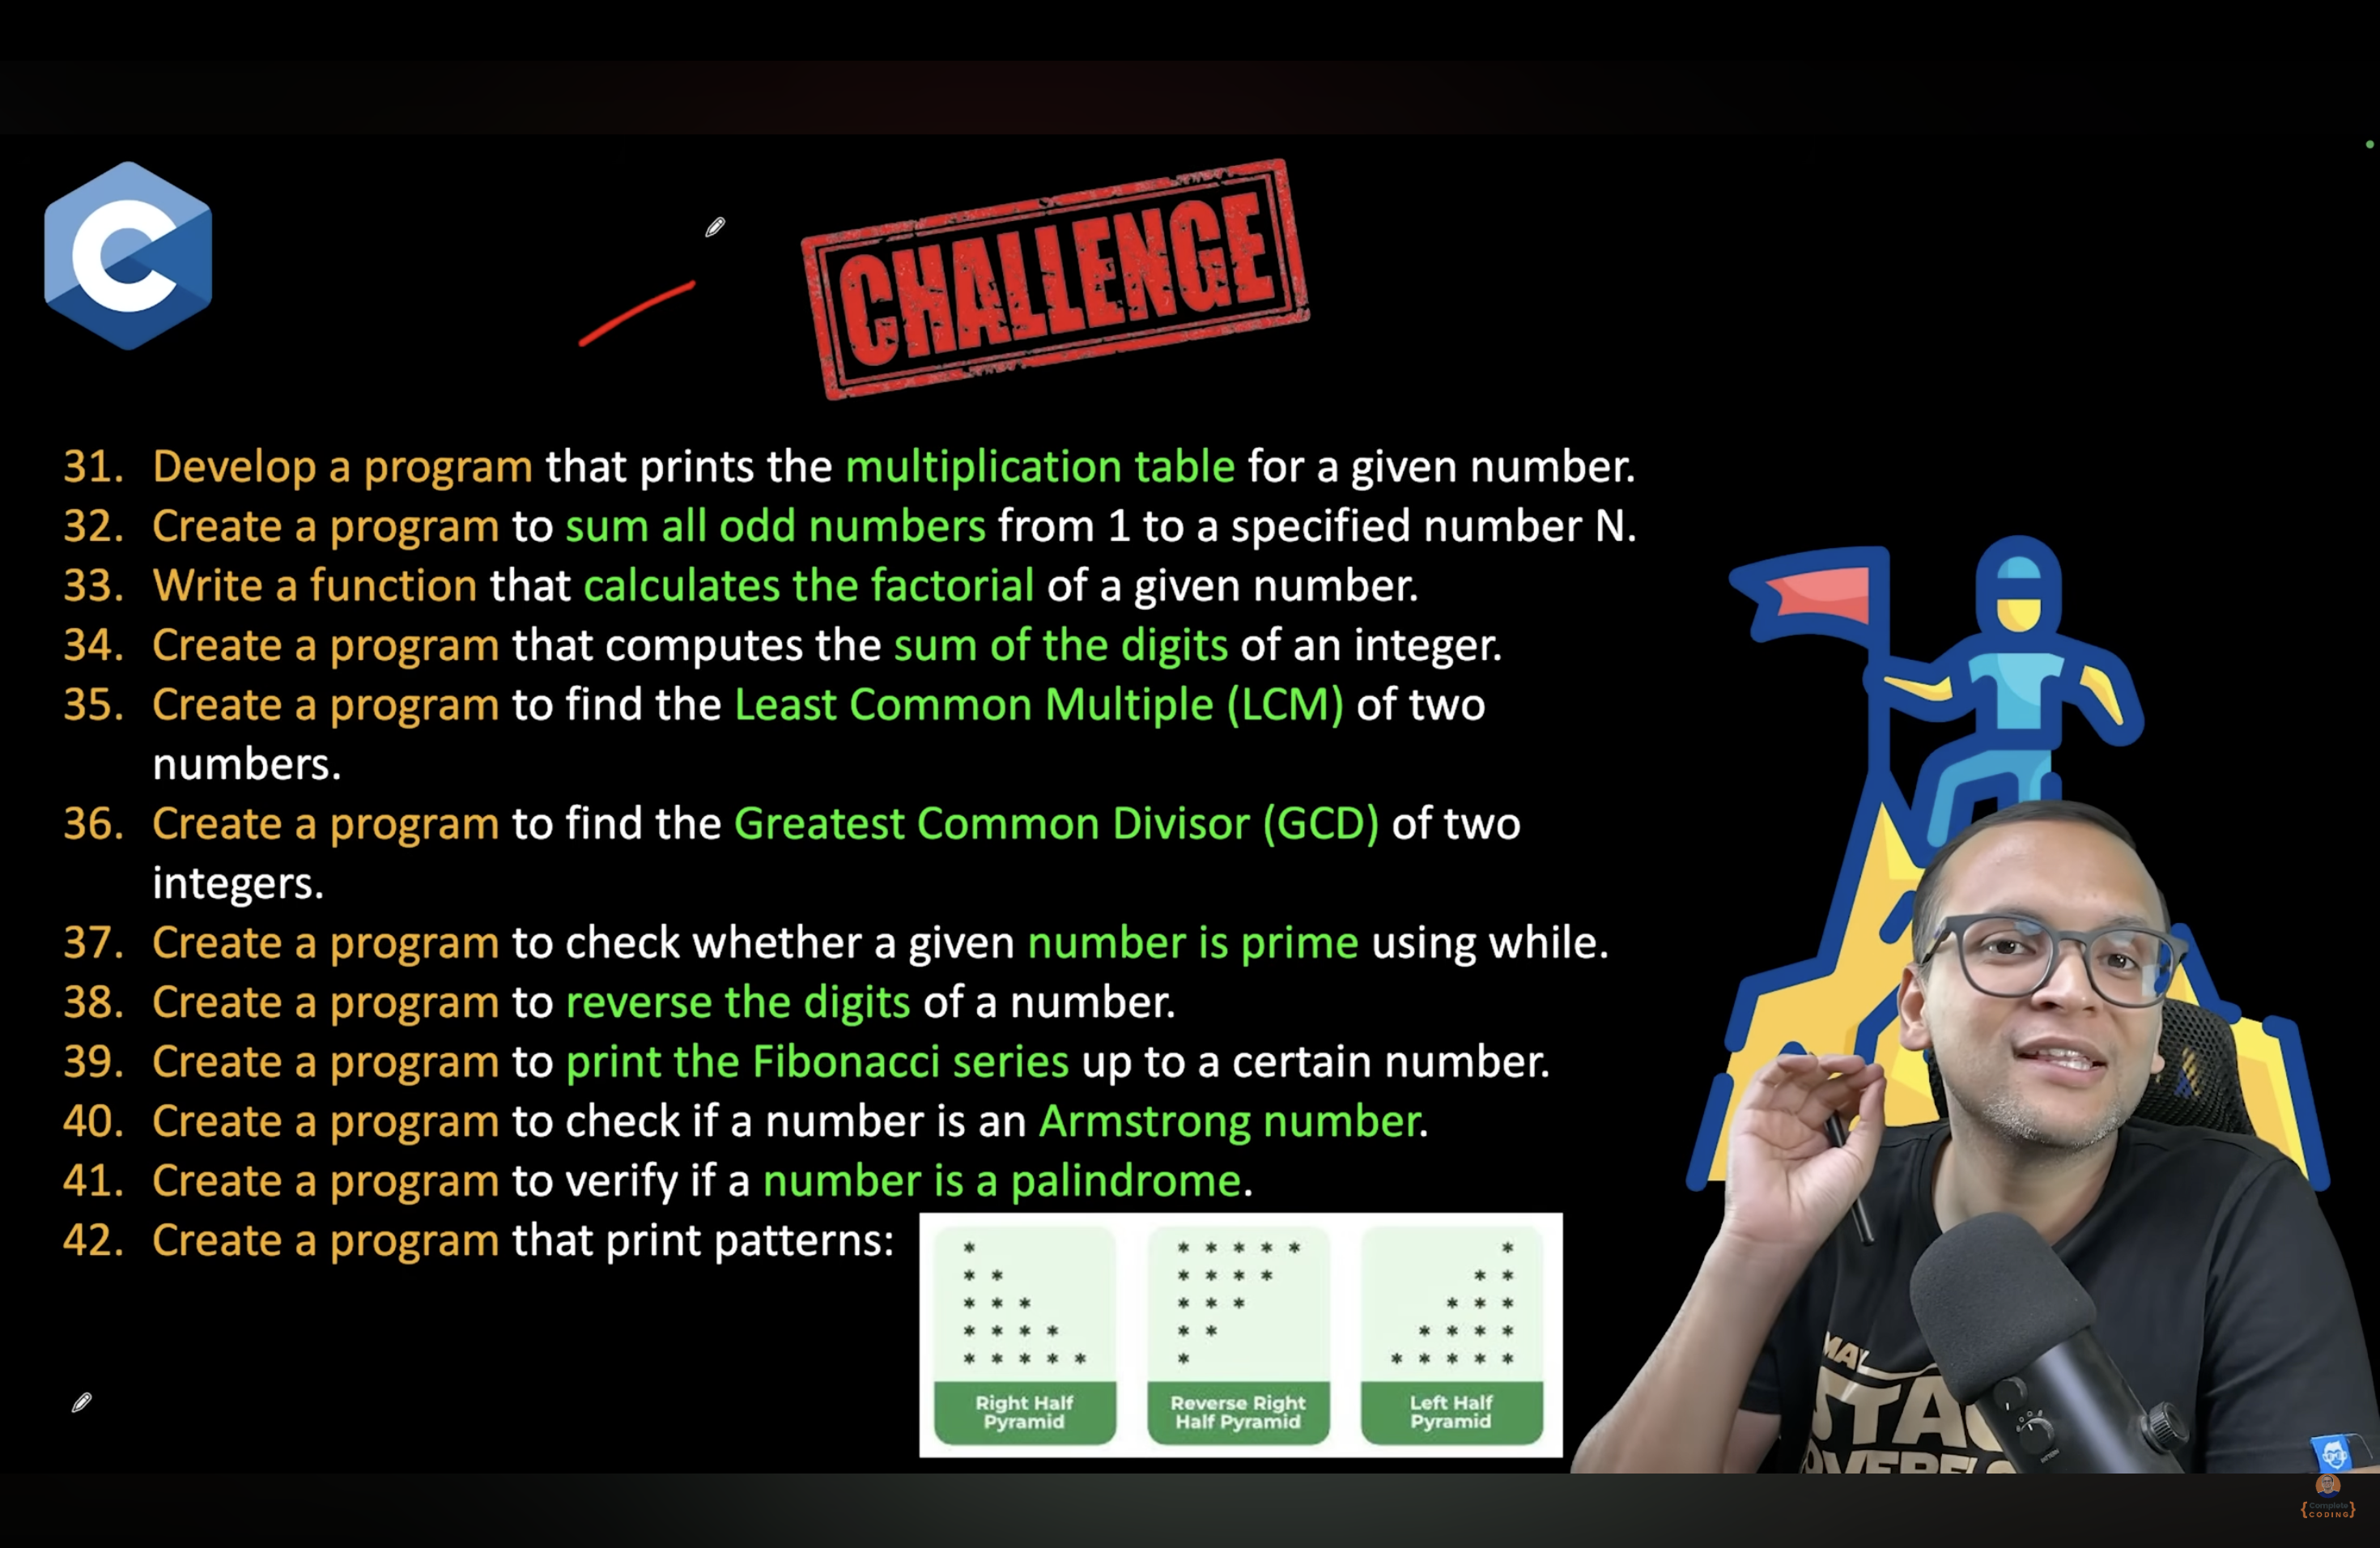 C
CHALLENGE
31. Develop a program that prints the multiplication table for a given number.
32. Create a program to sum all odd numbers from 1 to a specified number N.
33. Write a function that calculates the factorial of a given number.
34. Create a program that computes the sum of the digits of an integer.
35. Create a program to find the Least Common Multiple (LCM) of two
numbers.
36. Create a program to find the Greatest Common Divisor (GCD) of two
integers.
37. Create a program to check whether a given number is prime using while.
38. Create a program to reverse the digits of a number.
39. Create a program to print the Fibonacci series up to a certain number.
40. Create a program to check if a number is an Armstrong number.
41. Create a program to verify if a number is a palindrome.
42. Create a program that print patterns:
*
* *
* * *
* * * *
* * * * *
Right Half
Pyramid
* * * * *
* * * *
* * *
* *
*
Reverse Right
Half Pyramid
*
* *
* * *
* * * *
* * * * *
Left Half
Pyramid
MAY
{Complete}
CODING